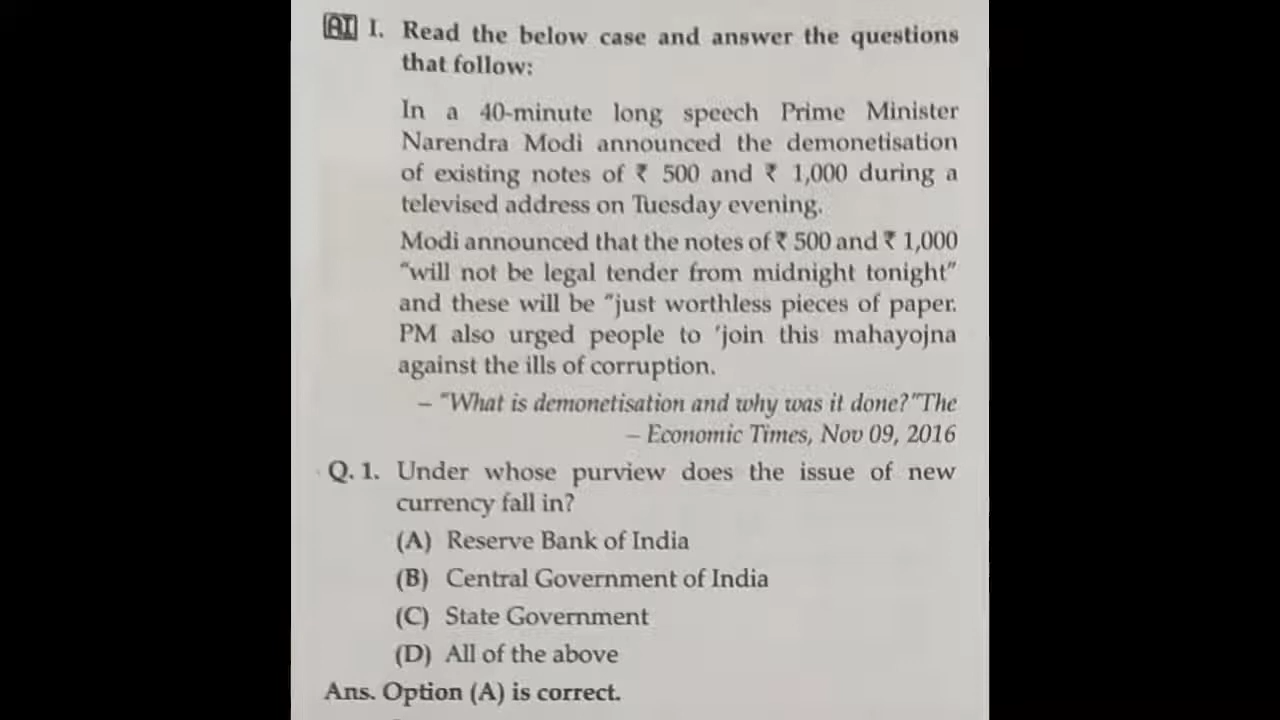 AI I. Read the below case and answer the questions
that follow:
In a 40-minute long speech Prime Minister
Narendra Modi announced the demonetisation
of existing notes of ₹ 500 and ₹ 1,000 during a
televised address on Tuesday evening.
Modi announced that the notes of ₹ 500 and ₹ 1,000
“will not be legal tender from midnight tonight”
and these will be “just worthless pieces of paper.
PM also urged people to ‘join this mahayojna
against the ills of corruption.
– “What is demonetisation and why was it done?”The
– Economic Times, Nov 09, 2016
Q. 1. Under whose purview does the issue of new
currency fall in?
(A) Reserve Bank of India
(B) Central Government of India
(C) State Government
(D) All of the above
Ans. Option (A) is correct.